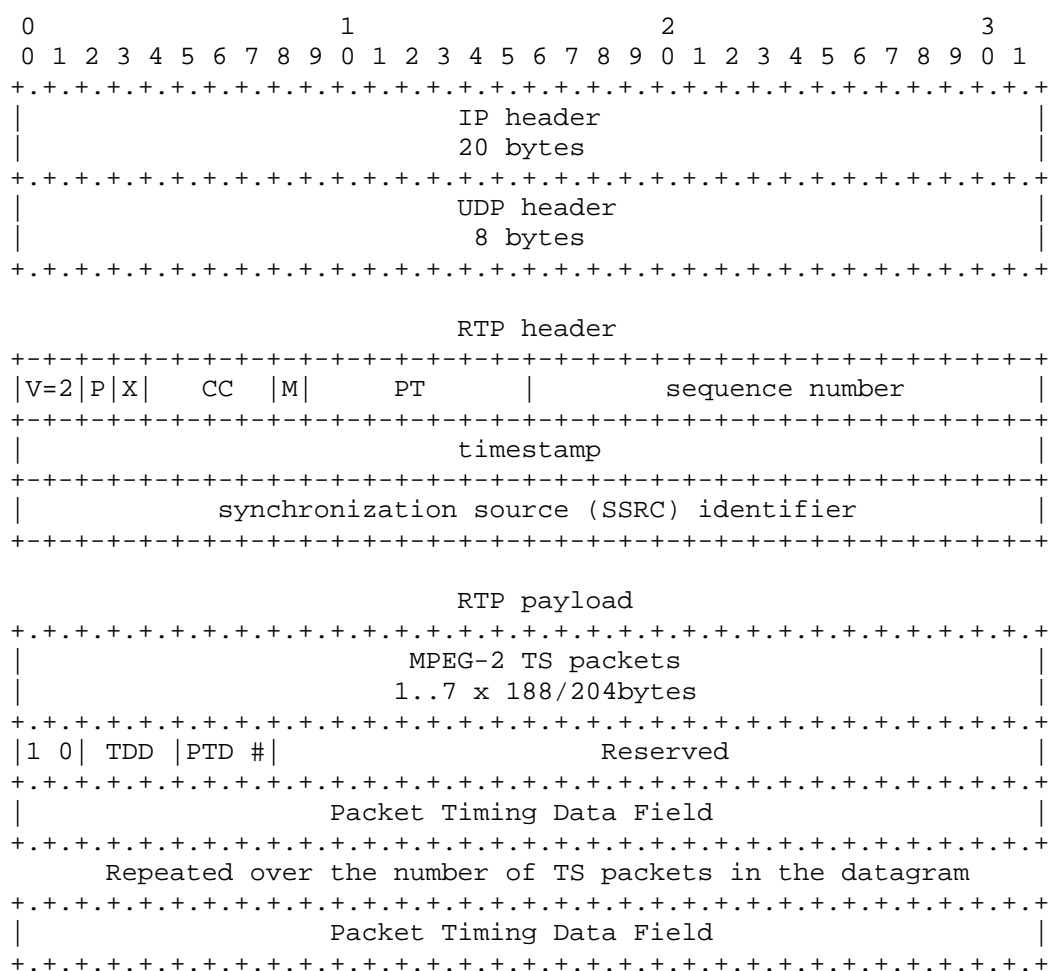 0                   1                   2                   3
0 1 2 3 4 5 6 7 8 9 0 1 2 3 4 5 6 7 8 9 0 1 2 3 4 5 6 7 8 9 0 1
+.+.+.+.+.+.+.+.+.+.+.+.+.+.+.+.+.+.+.+.+.+.+.+.+.+.+.+.+.+.+.+.+
|                           IP header                           |
|                           20 bytes                            |
+.+.+.+.+.+.+.+.+.+.+.+.+.+.+.+.+.+.+.+.+.+.+.+.+.+.+.+.+.+.+.+.+
|                           UDP header                          |
|                            8 bytes                            |
+.+.+.+.+.+.+.+.+.+.+.+.+.+.+.+.+.+.+.+.+.+.+.+.+.+.+.+.+.+.+.+.+
RTP header
+-+-+-+-+-+-+-+-+-+-+-+-+-+-+-+-+-+-+-+-+-+-+-+-+-+-+-+-+-+-+-+-+
|V=2|P|X|   CC  |M|     PT      |        sequence number        |
+-+-+-+-+-+-+-+-+-+-+-+-+-+-+-+-+-+-+-+-+-+-+-+-+-+-+-+-+-+-+-+-+
|                           timestamp                           |
+-+-+-+-+-+-+-+-+-+-+-+-+-+-+-+-+-+-+-+-+-+-+-+-+-+-+-+-+-+-+-+-+
|            synchronization source (SSRC) identifier           |
+-+-+-+-+-+-+-+-+-+-+-+-+-+-+-+-+-+-+-+-+-+-+-+-+-+-+-+-+-+-+-+-+
RTP payload
+.+.+.+.+.+.+.+.+.+.+.+.+.+.+.+.+.+.+.+.+.+.+.+.+.+.+.+.+.+.+.+.+
|                        MPEG-2 TS packets                      |
|                       1..7 x 188/204bytes                     |
+.+.+.+.+.+.+.+.+.+.+.+.+.+.+.+.+.+.+.+.+.+.+.+.+.+.+.+.+.+.+.+.+
|1 0| TDD |PTD #|                    Reserved                   |
+.+.+.+.+.+.+.+.+.+.+.+.+.+.+.+.+.+.+.+.+.+.+.+.+.+.+.+.+.+.+.+.+
|                   Packet Timing Data Field                    |
+.+.+.+.+.+.+.+.+.+.+.+.+.+.+.+.+.+.+.+.+.+.+.+.+.+.+.+.+.+.+.+.+
Repeated over the number of TS packets in the datagram
+.+.+.+.+.+.+.+.+.+.+.+.+.+.+.+.+.+.+.+.+.+.+.+.+.+.+.+.+.+.+.+.+
|                   Packet Timing Data Field                    |
+.+.+.+.+.+.+.+.+.+.+.+.+.+.+.+.+.+.+.+.+.+.+.+.+.+.+.+.+.+.+.+.+